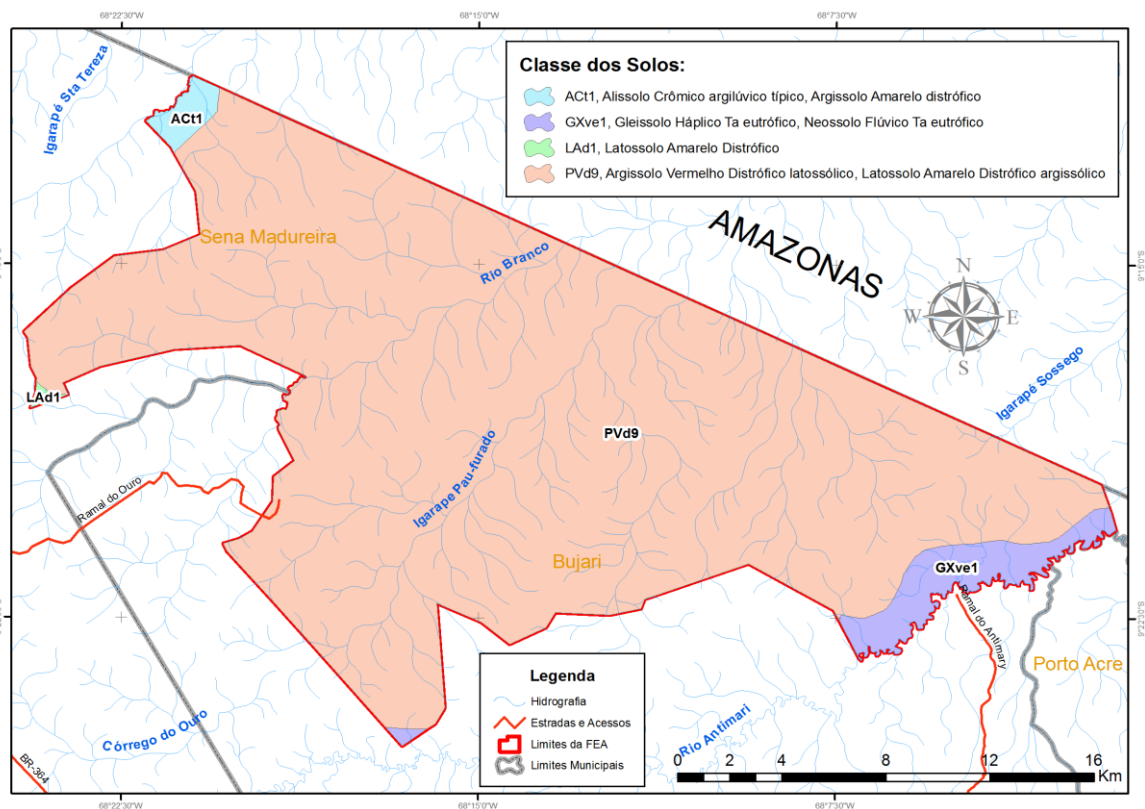 68°22'30"W
68°15'0"W
68°7'30"W
Classe dos Solos:
ACt1, Alissolo Crômico argilúvico típico, Argissolo Amarelo distrófico
GXve1, Gleissolo Háplico Ta eutrófico, Neossolo Flúvico Ta eutrófico
LAd1, Latossolo Amarelo Distrófico
PVd9, Argissolo Vermelho Distrófico latossólico, Latossolo Amarelo Distrófico argissólico
Igarapé Sta Tereza
ACt1
Sena Madureira
AMAZONAS
Rio Branco
9°15'0"S
N
W
E
S
Igarapé Sossego
LAd1
PVd9
Igarape Pau-furado
Ramal do Ouro
Bujari
GXve1
Ramal do Antimary
Porto Acre
Legenda
Hidrografia
Estradas e Acessos
Limites da FEA
Limites Municipais
Córrego do Ouro
Rio Antimari
BR-364
0
2
4
8
12
16
Km
9°22'30"S
68°22'30"W
68°15'0"W
68°7'30"W